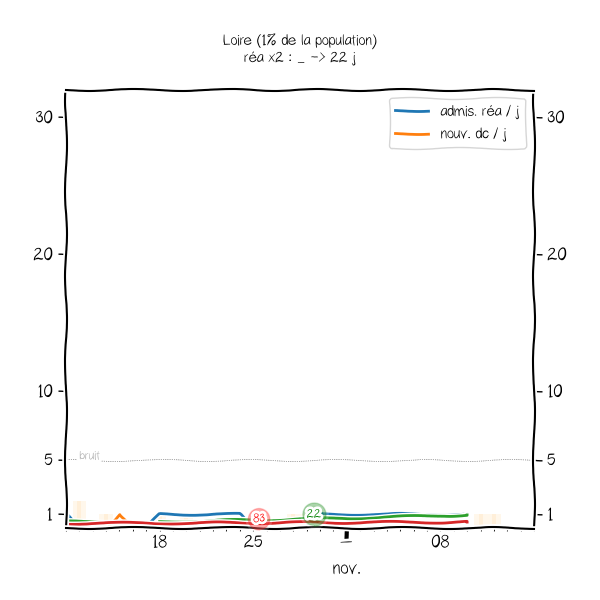 Loire (1% de la population)
réa x2 : _ -> 22 j
admis. réa / j
nouv. dc / j
30 30
20 20
10 10
5 bruit 5
83 22
1 1
18 25 1 08
nov.